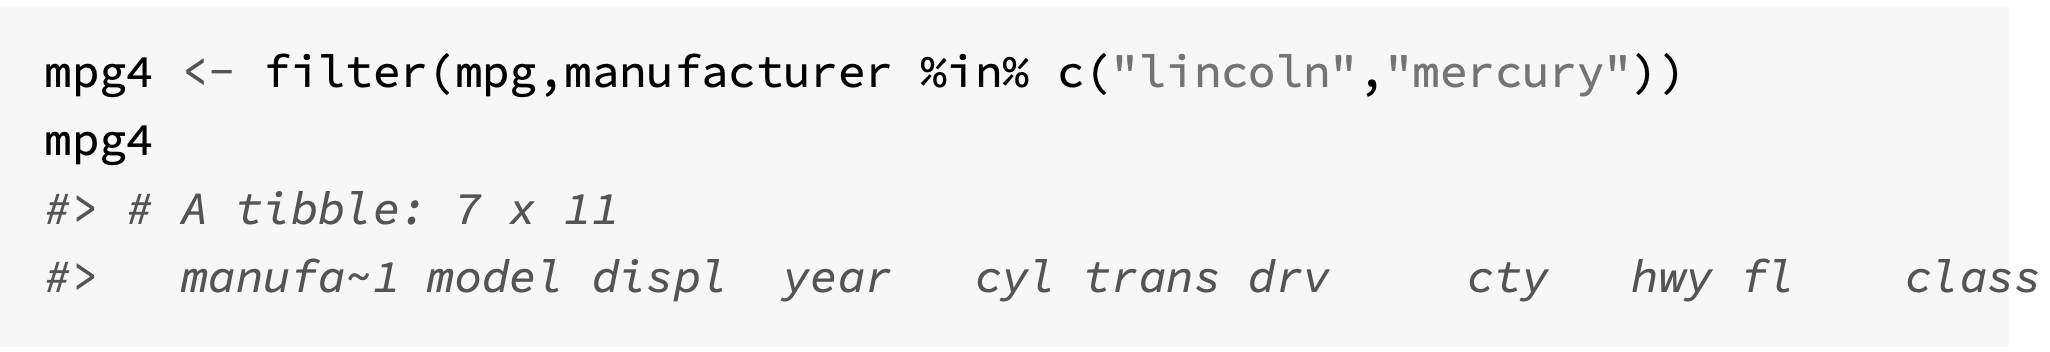 mpg4 <- filter(mpg,manufacturer %in% c("lincoln","mercury"))
mpg4
#> # A tibble: 7 x 11
#>   manufa~1 model displ  year   cyl trans drv     cty   hwy fl    class